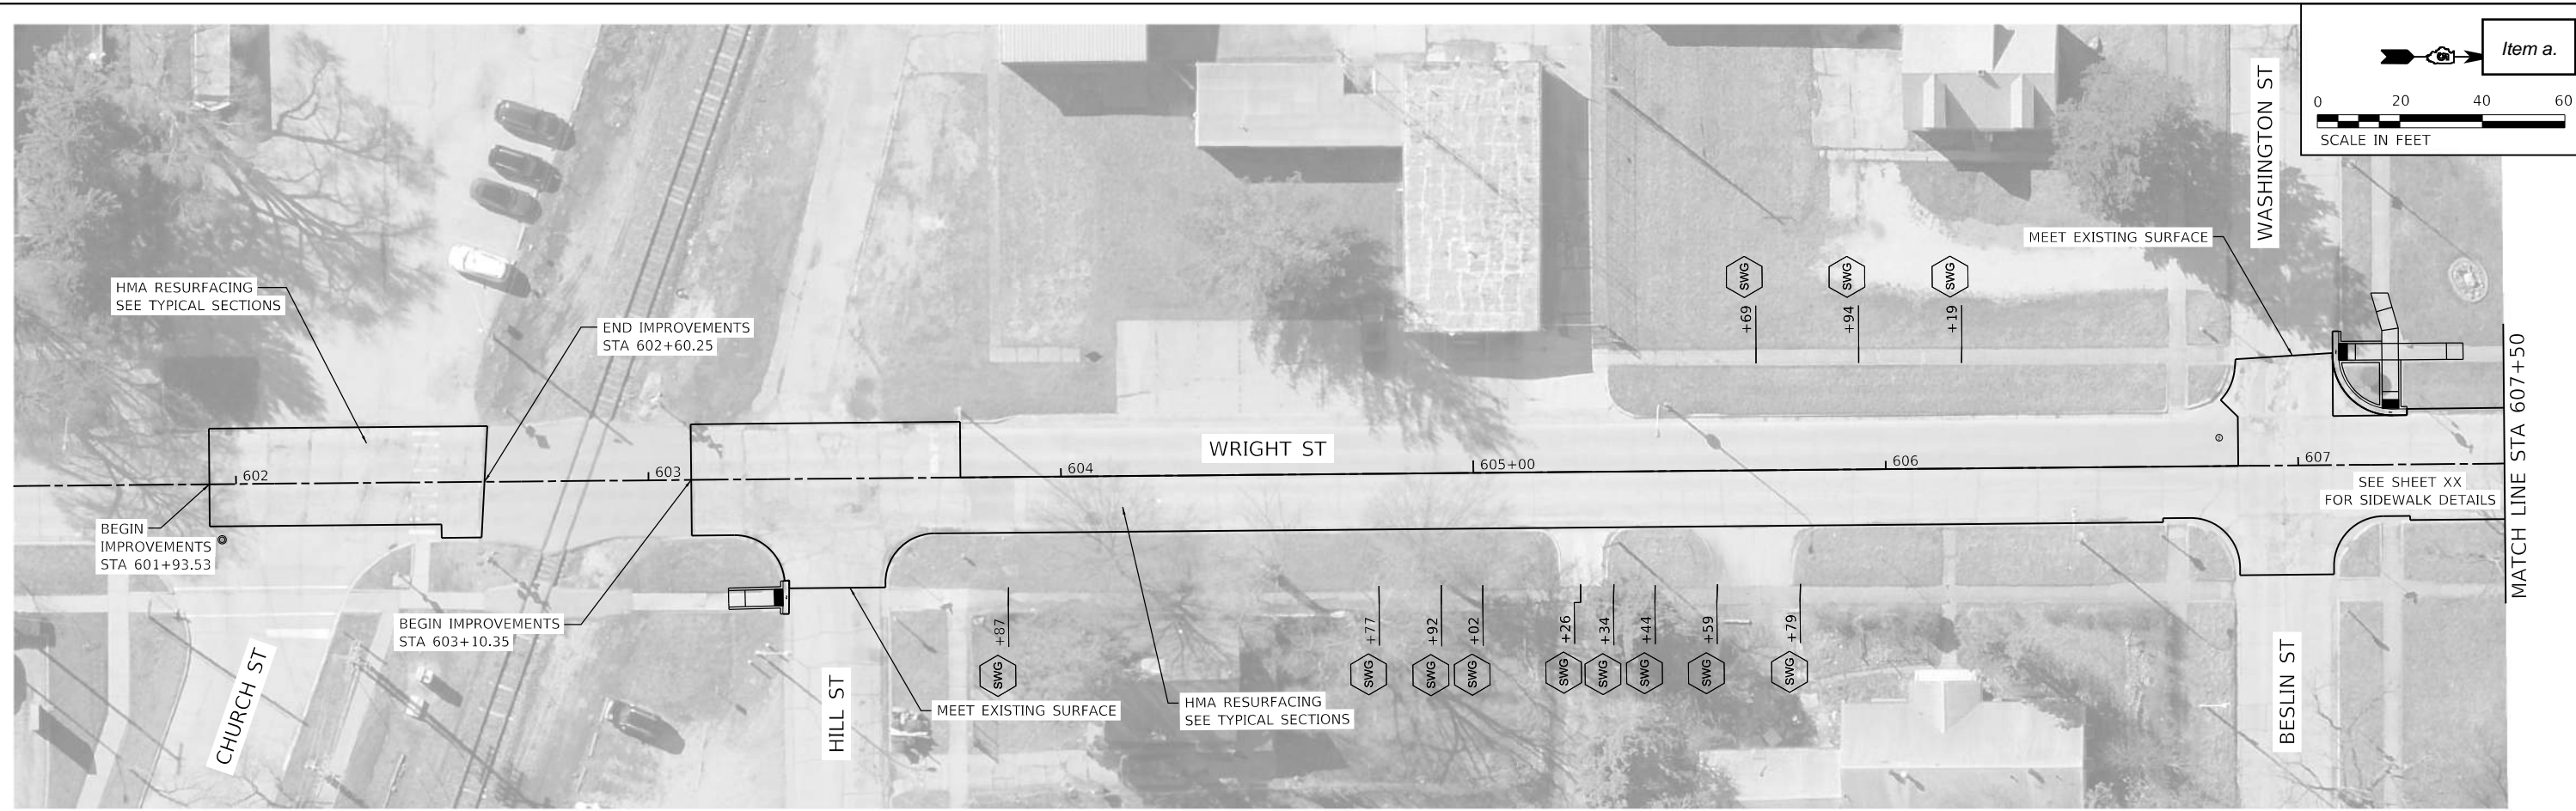 Item a.
0 20 40 60
SCALE IN FEET
WASHINGTON ST
MEET EXISTING SURFACE
SWG
SWG
SWG
+69
+94
+19
HMA RESURFACING
SEE TYPICAL SECTIONS
END IMPROVEMENTS
STA 602+60.25
WRIGHT ST
602
603
604
605+00
606
607
MATCH LINE STA 607+50
SEE SHEET XX
FOR SIDEWALK DETAILS
BEGIN
IMPROVEMENTS
STA 601+93.53
BEGIN IMPROVEMENTS
STA 603+10.35
+87
+77
+92
+02
+26
+34
+44
+59
+79
SWG
SWG
SWG
SWG
SWG
SWG
SWG
SWG
SWG
CHURCH ST
HILL ST
MEET EXISTING SURFACE
HMA RESURFACING
SEE TYPICAL SECTIONS
BESLIN ST